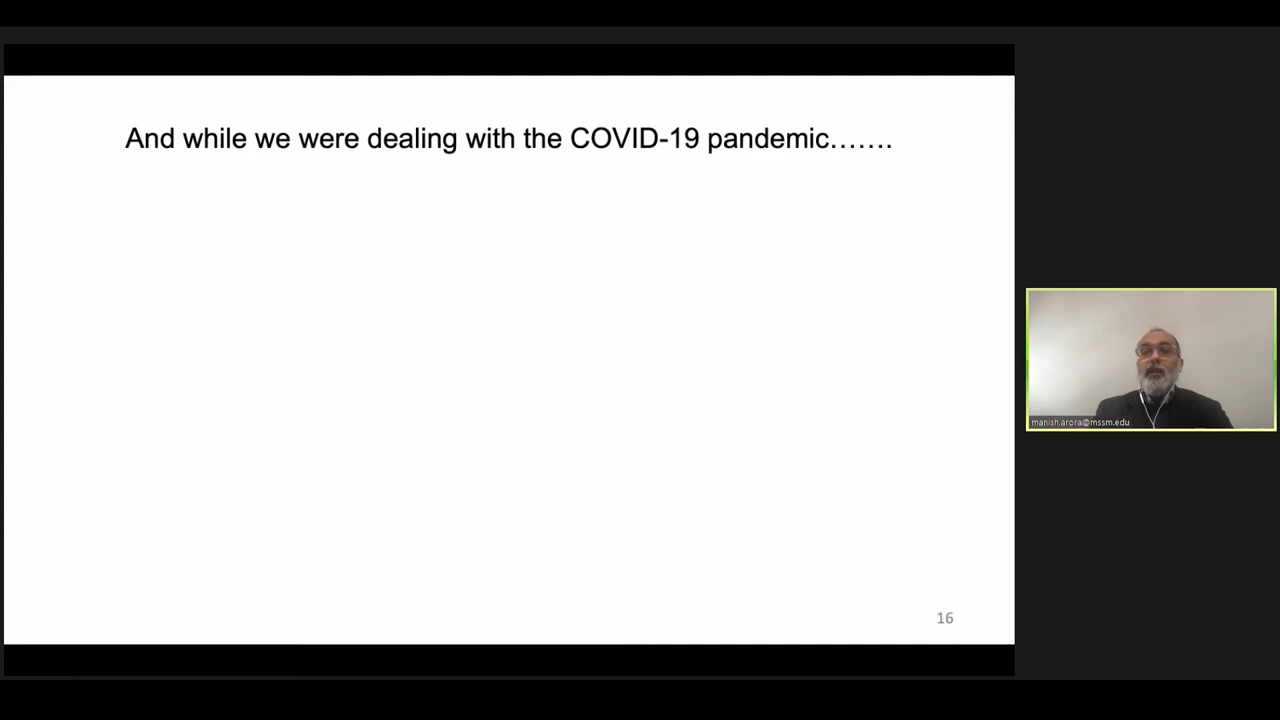 And while we were dealing with the COVID-19 pandemic…….
manish.arora@mssm.edu
16